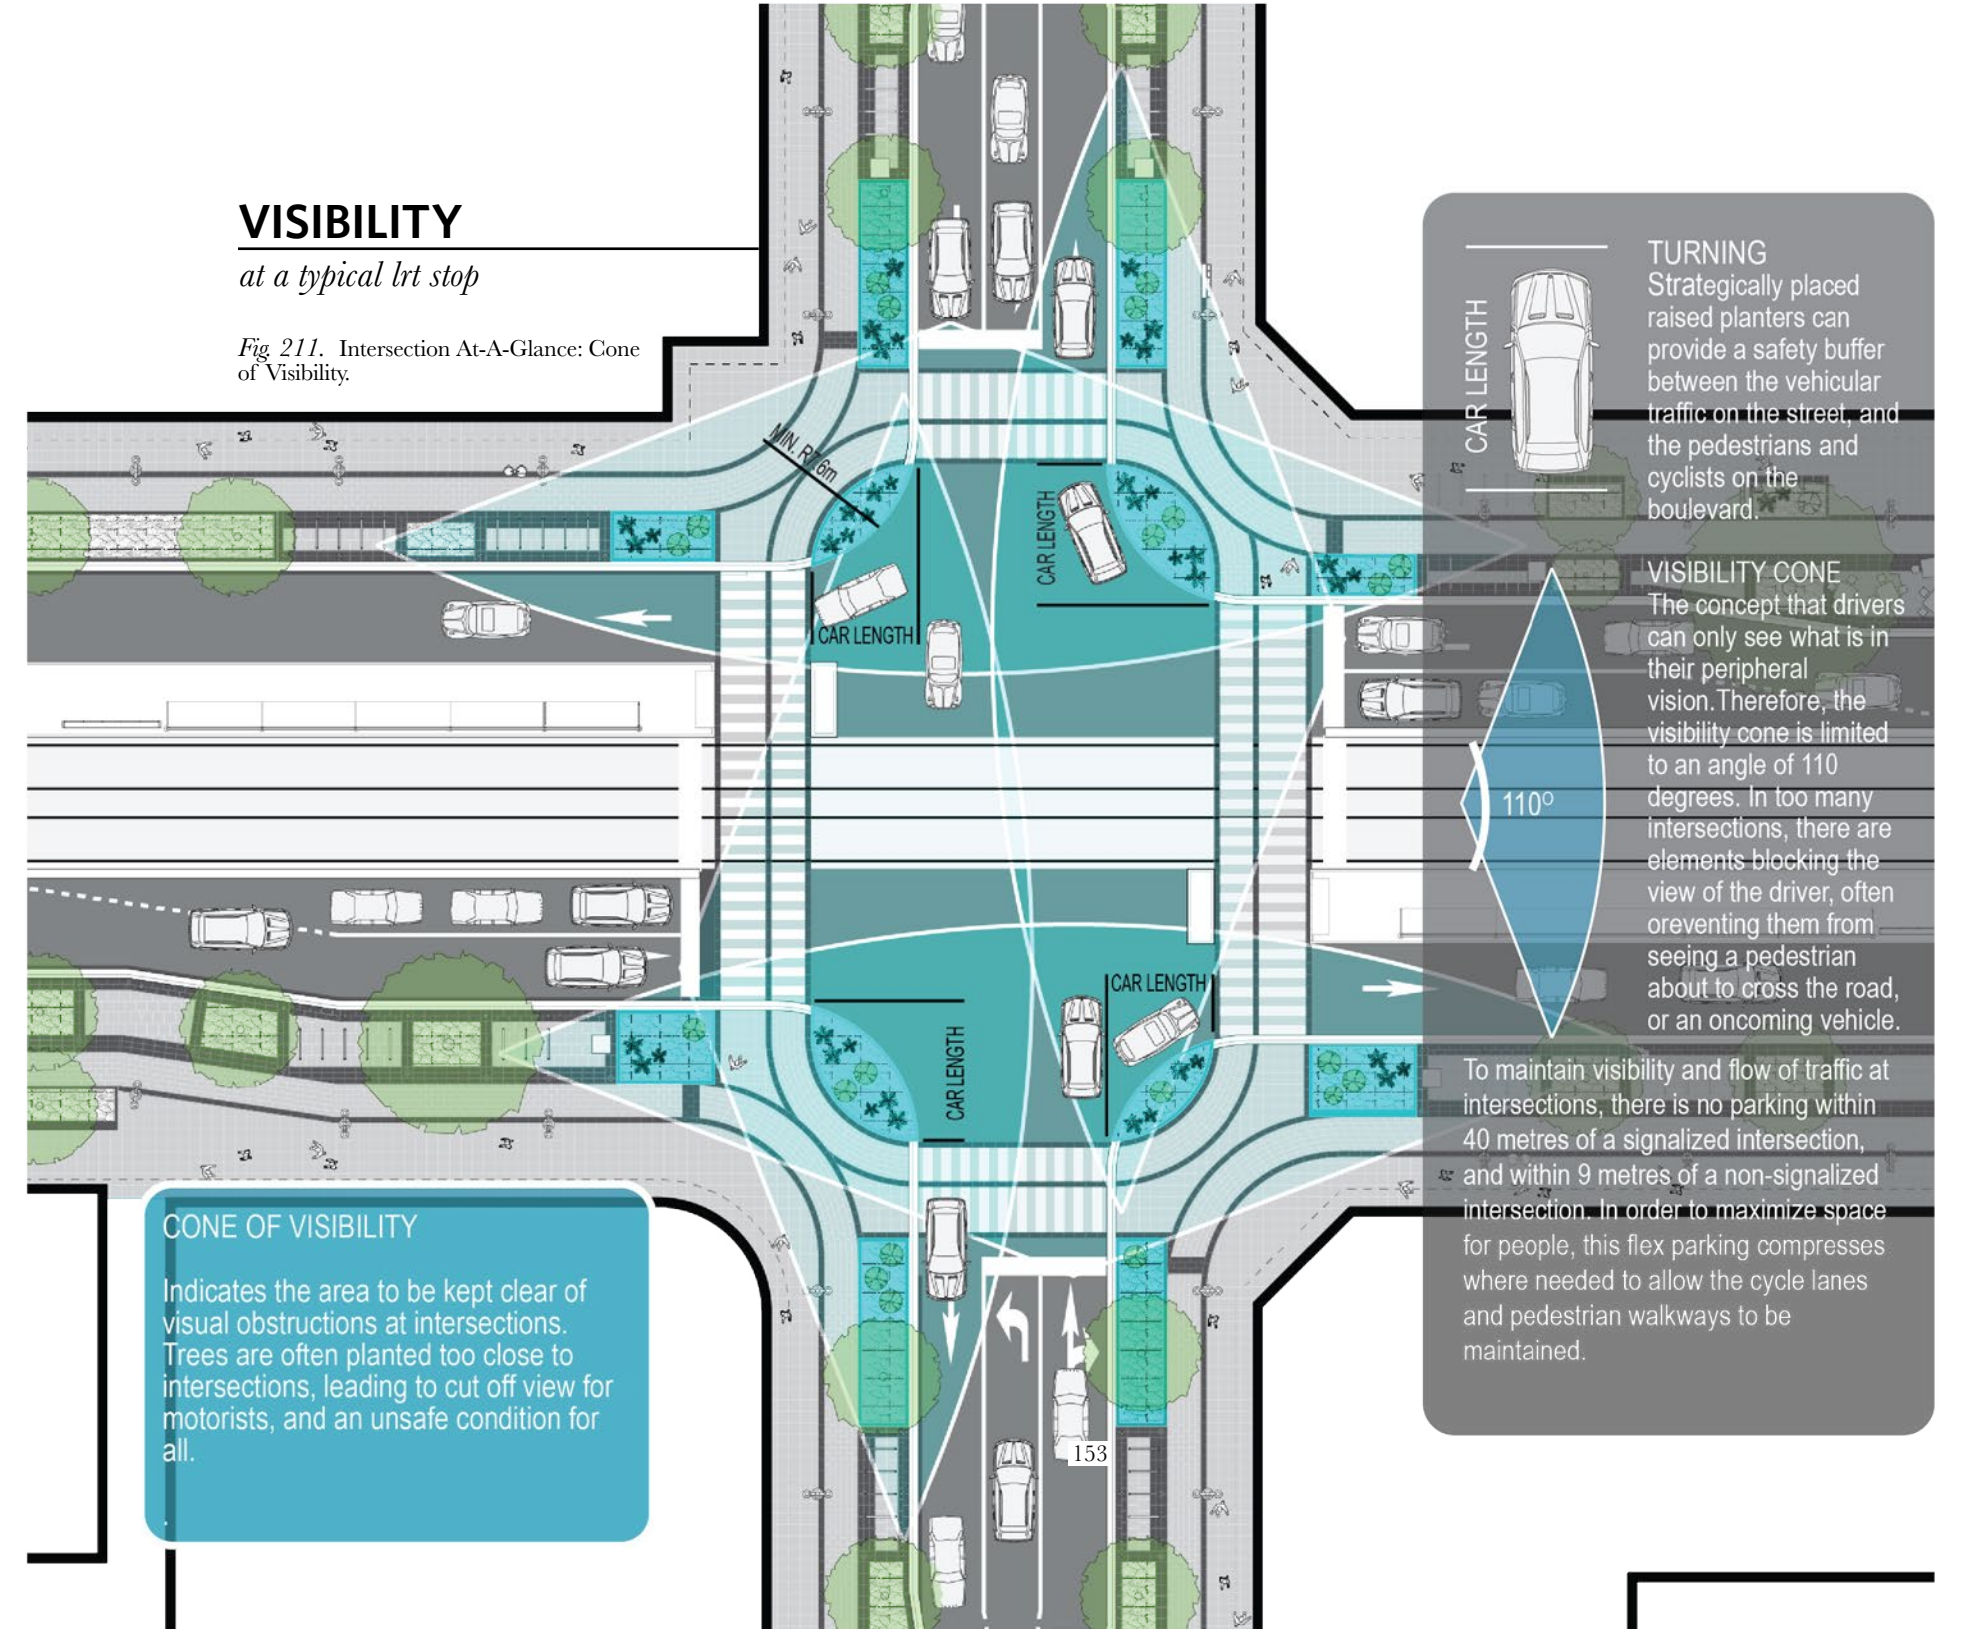 VISIBILITY
at a typical lrt stop
Fig. 211. Intersection At-A-Glance: Cone
of Visibility.
MIN. R7.6m
CAR LENGTH
CAR LENGTH
CAR LENGTH
CAR LENGTH
CONE OF VISIBILITY
Indicates the area to be kept clear of
visual obstructions at intersections.
Trees are often planted too close to
intersections, leading to cut off view for
motorists, and an unsafe condition for
all.
.
153
CAR LENGTH
TURNING
Strategically placed
raised planters can
provide a safety buffer
between the vehicular
traffic on the street, and
the pedestrians and
cyclists on the
boulevard.
110º
VISIBILITY CONE
The concept that drivers
can only see what is in
their peripheral
vision.Therefore, the
visibility cone is limited
to an angle of 110
degrees. In too many
intersections, there are
elements blocking the
view of the driver, often
oreventing them from
seeing a pedestrian
about to cross the road,
or an oncoming vehicle.
To maintain visibility and flow of traffic at
intersections, there is no parking within
40 metres of a signalized intersection,
and within 9 metres of a non-signalized
intersection. In order to maximize space
for people, this flex parking compresses
where needed to allow the cycle lanes
and pedestrian walkways to be
maintained.